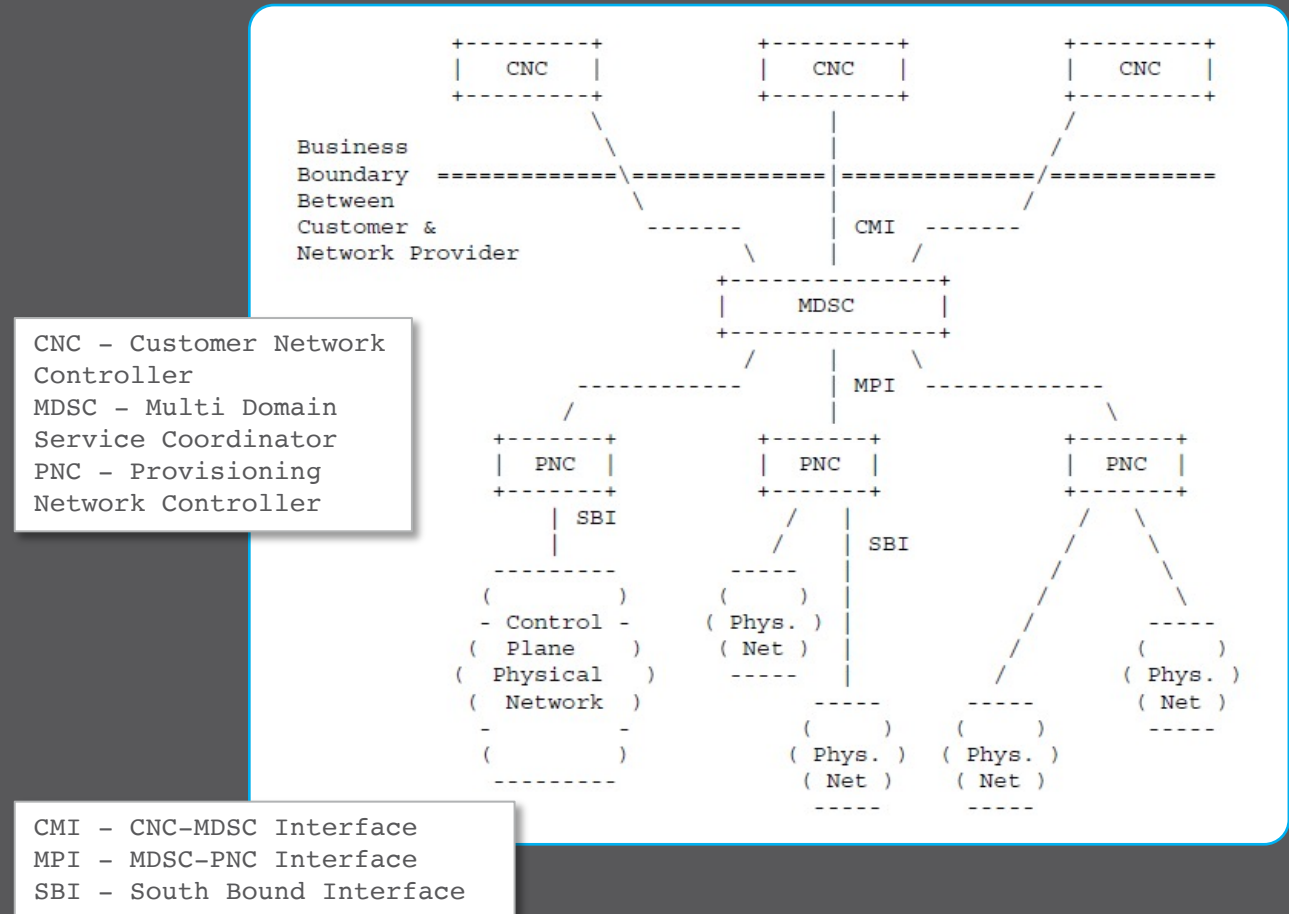 +---------+ +---------+ +---------+
| CNC | | CNC | | CNC |
+---------+ +---------+ +---------+
\ | /
Business \ | /
Boundary =============\==============|==============/============
Between \ | /
Customer & ------- | CMI -------
Network Provider \ | /
+---------------+
| MDSC |
+---------------+
/ | \
------------ | MPI -------------
/ | \
+-------+ +-------+ +-------+
| PNC | | PNC | | PNC |
+-------+ +-------+ +-------+
| SBI / | / \
| / | SBI / \
--------- ----- | / \
( ) ( ) | / \
- Control - ( Phys. ) | / -----
( Plane ) ( Net ) | / ( )
( Physical ) ----- | / ( Phys. )
( Network ) ----- ----- ( Net )
- - ( ) ( ) -----
( ) ( Phys. ) ( Phys. )
--------- ( Net ) ( Net )
----- -----
CNC - Customer Network
Controller
MDSC - Multi Domain
Service Coordinator
PNC - Provisioning
Network Controller
CMI - CNC-MDSC Interface
MPI - MDSC-PNC Interface
SBI - South Bound Interface